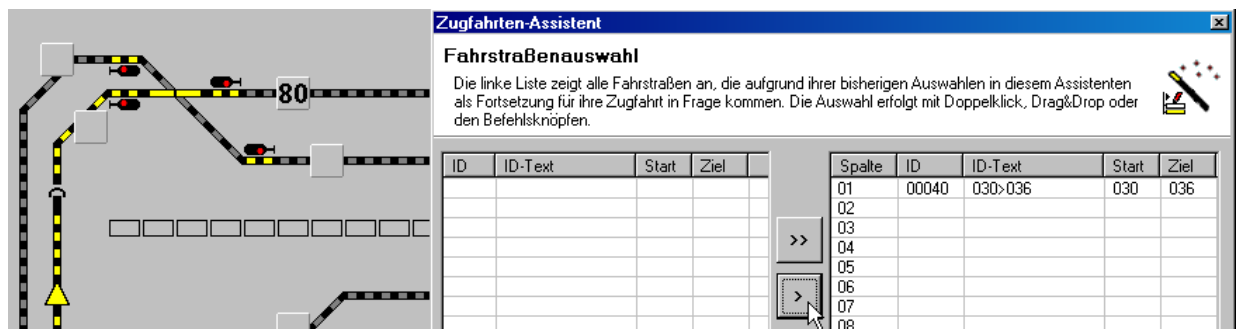 Zugfahrten-Assistent
Fahrstraßenauswahl
Die linke Liste zeigt alle Fahrstraßen an, die aufgrund ihrer bisherigen Auswahlen in diesem Assistenten
als Fortsetzung für ihre Zugfahrt in Frage kommen. Die Auswahl erfolgt mit Doppelklick, Drag&Drop oder
den Befehlsknöpfen.
80
ID ID-Text Start Ziel
Spalte ID ID-Text Start Ziel
01 00040 030>036 030 036
02
03
>>
04
05
06
>
07
08